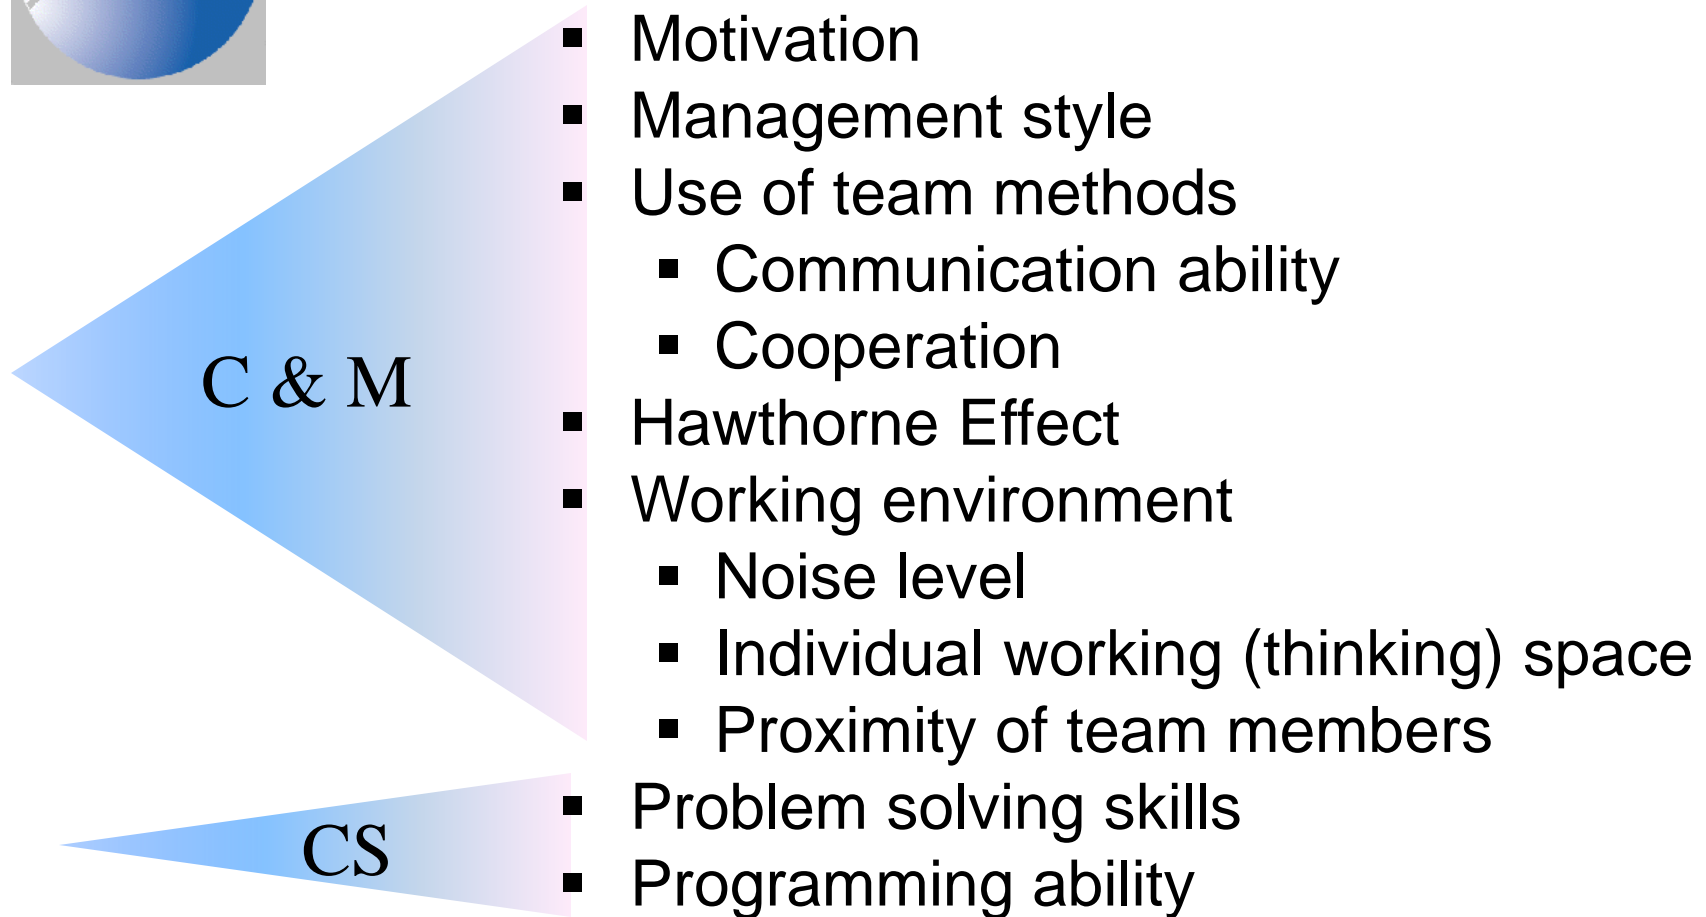 Motivation
Management style
Use of team methods
Communication ability
Cooperation
C & M
Hawthorne Effect
Working environment
Noise level
Individual working (thinking) space
Proximity of team members
Problem solving skills
CS
Programming ability